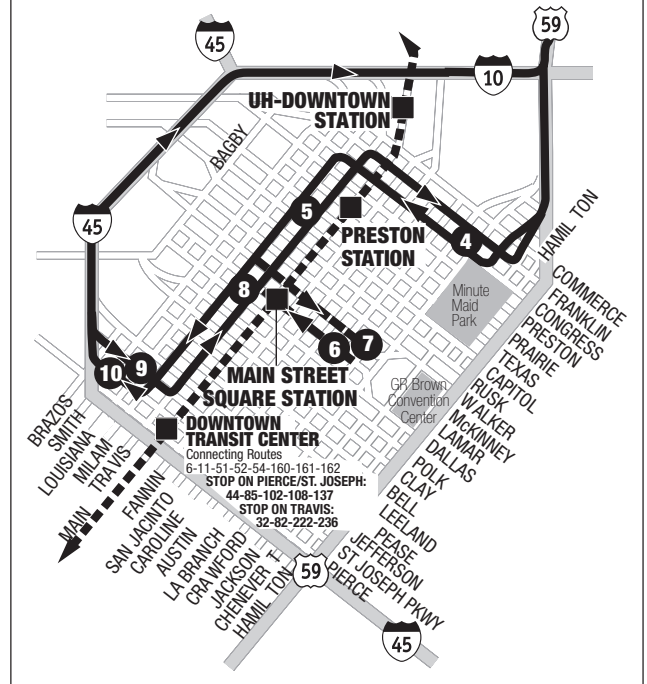 45
59
10
UH-DOWNTOWN
STATION
BAGBY
45
5
PRESTON
STATION
4
HAMIL TON
8
Minute
Maid
Park
COMMERCE
FRANKLIN
CONGRESS
PRESTON
PRAIRIE
TEXAS
CAPITOL
RUSK
WALKER
McKINNEY
LAMAR
DALLAS
POLK
CLAY
BELL
LEELAND
PEASE
JEFFERSON
ST JOSEPH PKWY
PIERCE
6
7
10
9
MAIN STREET
SQUARE STATION
GR Brown
Convention
Center
DOWNTOWN
TRANSIT CENTER
Connecting Routes
6-11-51-52-54-160-161-162
STOP ON PIERCE/ST. JOSEPH:
44-85-102-108-137
STOP ON TRAVIS:
32-82-222-236
BRAZOS
SMITH
LOUISIANA
MILAM
TRAVIS
MAIN
FANNIN
SAN JACINTO
CAROLINE
AUSTIN
LA BRANCH
CRAWFORD
JACKSON
CHENEVER T
HAMIL TON
59
45